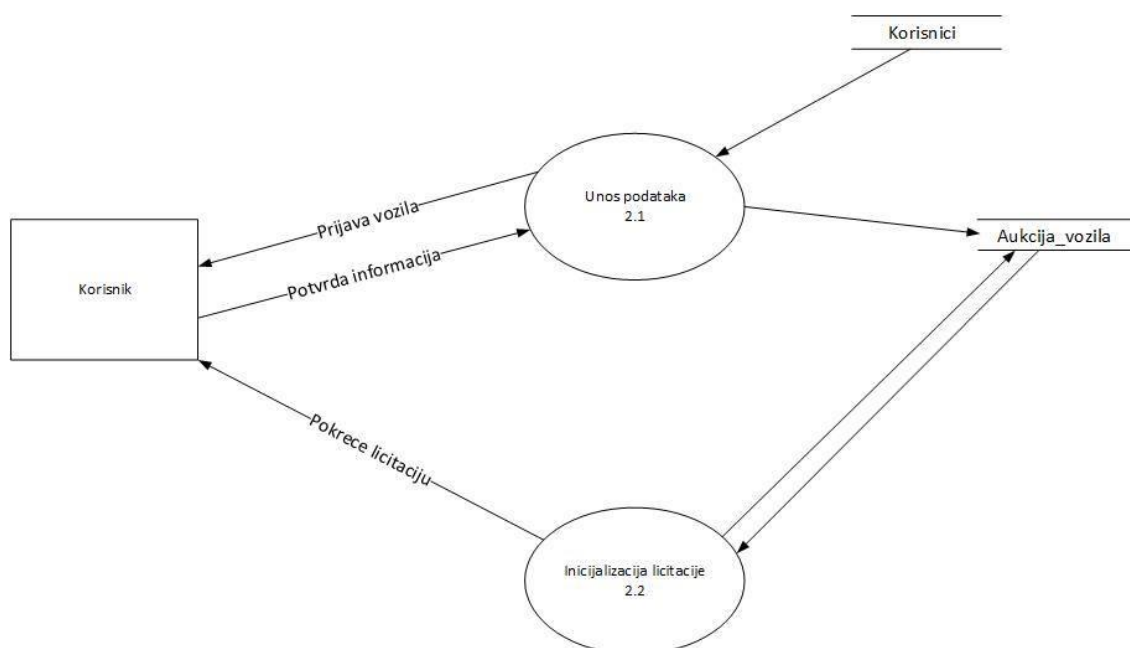 Korisnici
Unos podataka
2.1
Prijava vozila
Aukcija_vozila
Potvrda informacija
Korisnik
Pokrece licitaciju
Inicijalizacija licitacije
2.2